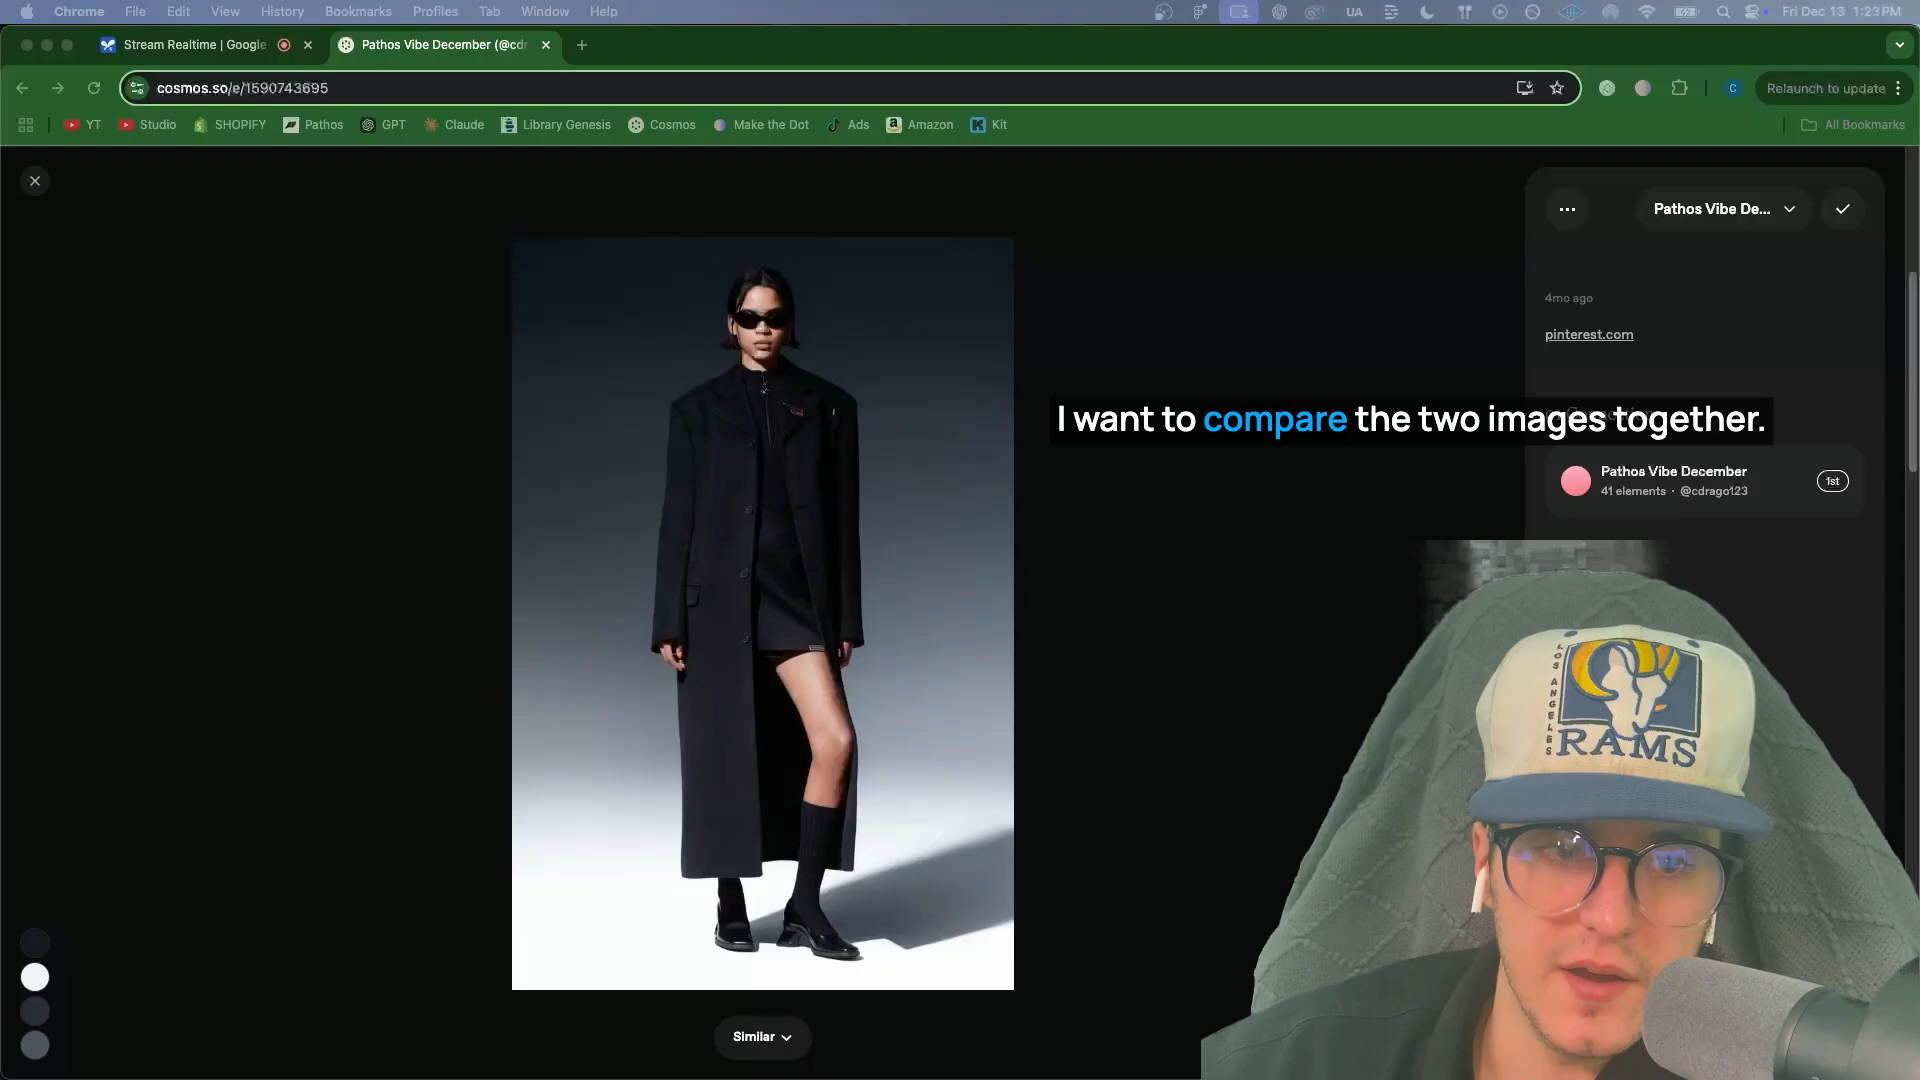 Chrome File Edit View History Bookmarks Profiles Tab Window Help
UA Fri Dec 13 1:23 PM
Stream Realtime | Google
Pathos Vibe December (@cdr
cosmos.so/e/1590743695
C Relaunch to update
YT Studio SHOPIFY Pathos GPT Claude Library Genesis Cosmos Make the Dot Ads Amazon Kit
All Bookmarks
Pathos Vibe De...
4mo ago
pinterest.com
I want to compare the two images together.
Pathos Vibe December
41 elements · @cdrago123
1st
LOS ANGELES
RAMS
Similar